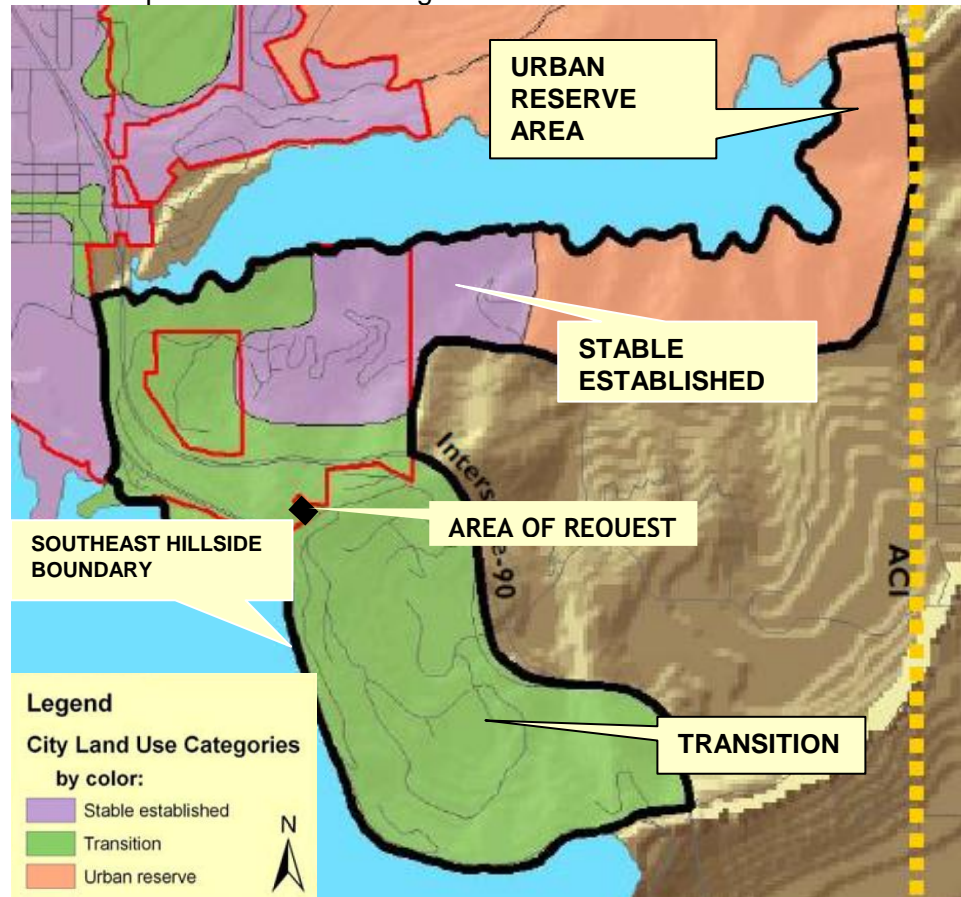 URBAN
RESERVE
AREA
STABLE
ESTABLISHED
Interstate-90
ACI
AREA OF REQUEST
SOUTHEAST HILLSIDE
BOUNDARY
TRANSITION
Legend
City Land Use Categories
by color:
Stable established
Transition
Urban reserve
N